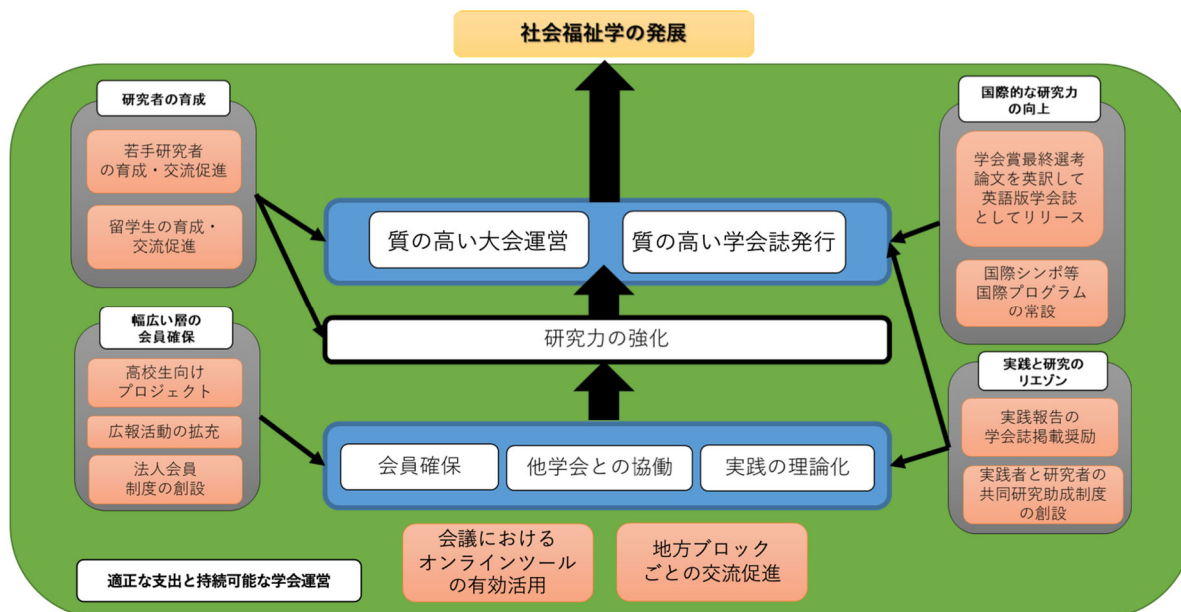 社会福祉学の発展
研究者の育成
若手研究者
の育成・交流促進
留学生の育成・
交流促進
幅広い層の
会員確保
高校生向け
プロジェクト
広報活動の拡充
法人会員
制度の創設
質の高い大会運営
質の高い学会誌発行
研究力の強化
会員確保
他学会との協働
実践の理論化
会議における
オンラインツール
の有効活用
地方ブロック
ごとの交流促進
国際的な研究力
の向上
学会賞最終選考
論文を英訳して
英語版学会誌
としてリリース
国際シンポ等
国際プログラム
の常設
実践と研究の
リエゾン
実践報告の
学会誌掲載奨励
実践者と研究者の
共同研究助成制度
の創設
適正な支出と持続可能な学会運営